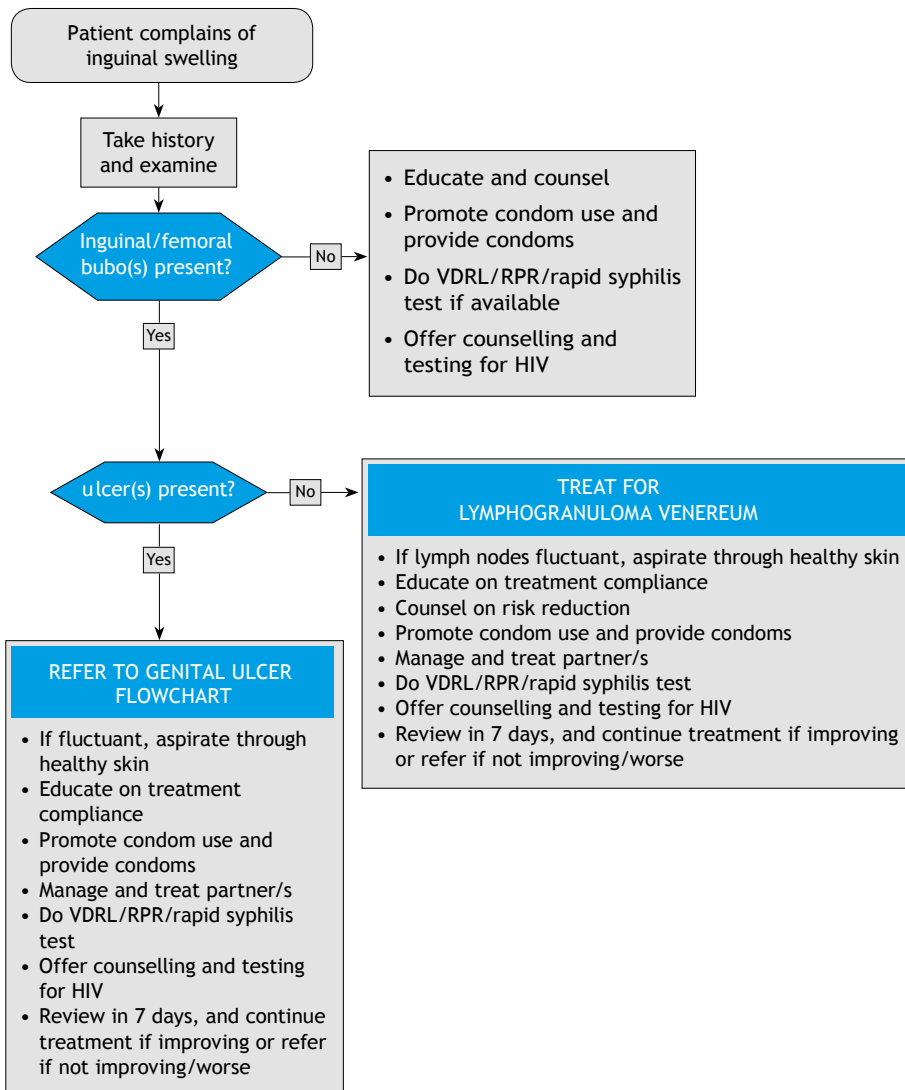 Patient complains of
inguinal swelling
Take history
and examine
Inguinal/femoral
bubo(s) present?
No
• Educate and counsel
• Promote condom use and
provide condoms
• Do VDRL/RPR/rapid syphilis
test if available
• Offer counselling and
testing for HIV
Yes
ulcer(s) present?
No
TREAT FOR
LYMPHOGRANULOMA VENEREUM
• If lymph nodes fluctuant, aspirate through healthy skin
• Educate on treatment compliance
• Counsel on risk reduction
• Promote condom use and provide condoms
• Manage and treat partner/s
• Do VDRL/RPR/rapid syphilis test
• Offer counselling and testing for HIV
• Review in 7 days, and continue treatment if improving
or refer if not improving/worse
Yes
REFER TO GENITAL ULCER
FLOWCHART
• If fluctuant, aspirate through
healthy skin
• Educate on treatment
compliance
• Promote condom use and
provide condoms
• Manage and treat partner/s
• Do VDRL/RPR/rapid syphilis
test
• Offer counselling and testing
for HIV
• Review in 7 days, and continue
treatment if improving or refer
if not improving/worse